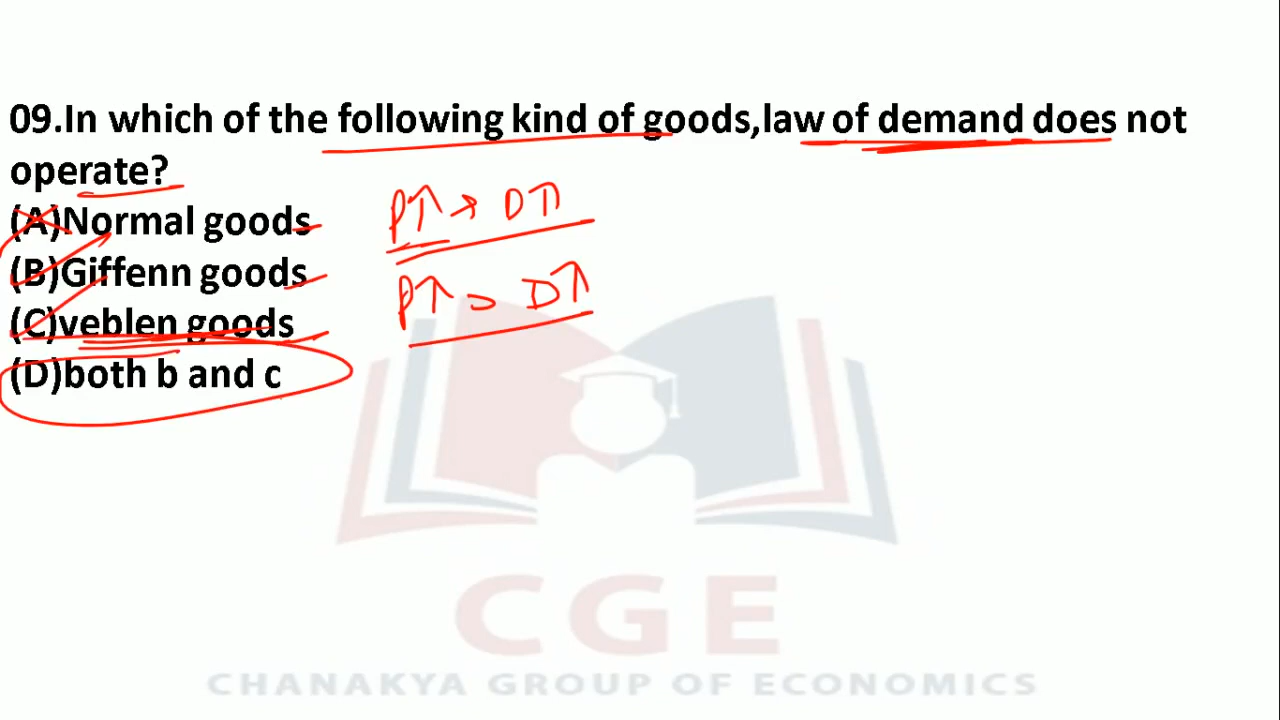 09.In which of the following kind of goods,law of demand does not
operate?
(A)Normal goods
(B)Giffenn goods
(C)veblen goods
(D)both b and c
P↑ → D↑
P↑ D↑
CGE
CHANAKYA GROUP OF ECONOMICS